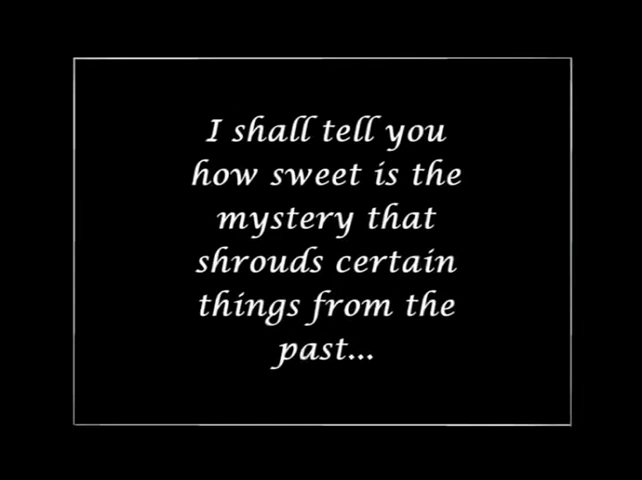 I shall tell you
how sweet is the
mystery that
shrouds certain
things from the
past...